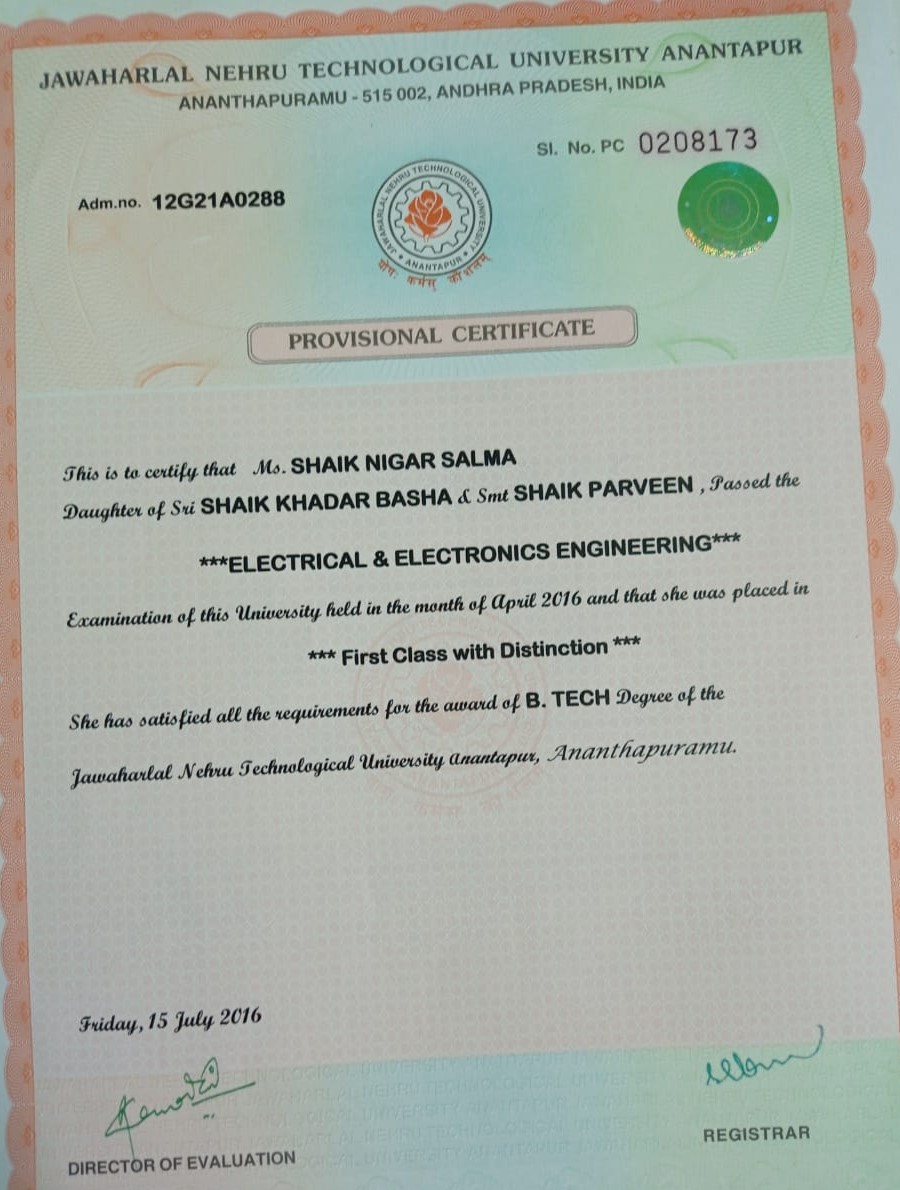 JAWAHARLAL NEHRU TECHNOLOGICAL UNIVERSITY ANANTAPUR
ANANTHAPURAMU - 515 002, ANDHRA PRADESH, INDIA
Sl. No. PC 0208173
Adm.no. 12G21A0288
JAWAHARLAL NEHRU TECHNOLOGICAL UNIVERSITY
ANANTAPUR
योगः कर्मसु कौशलम्
PROVISIONAL CERTIFICATE
This is to certify that Ms. SHAIK NIGAR SALMA
Daughter of Sri SHAIK KHADAR BASHA & Smt SHAIK PARVEEN , Passed the
***ELECTRICAL & ELECTRONICS ENGINEERING***
Examination of this University held in the month of April 2016 and that she was placed in
*** First Class with Distinction ***
She has satisfied all the requirements for the award of B. TECH Degree of the
Jawaharlal Nehru Technological University Anantapur, Ananthapuramu.
Friday, 15 July 2016
DIRECTOR OF EVALUATION
REGISTRAR